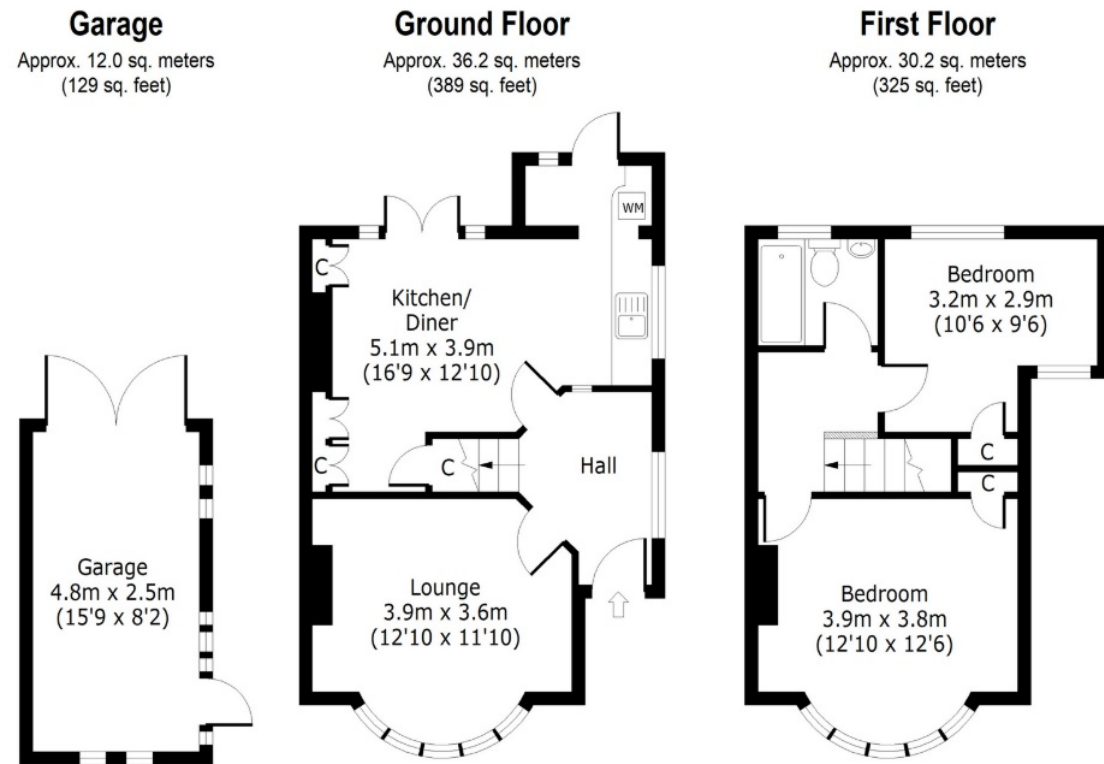 Garage
Approx. 12.0 sq. meters
(129 sq. feet)
Ground Floor
Approx. 36.2 sq. meters
(389 sq. feet)
First Floor
Approx. 30.2 sq. meters
(325 sq. feet)
Garage
4.8m x 2.5m
(15'9 x 8'2)
WM
C
Kitchen/
Diner
5.1m x 3.9m
(16'9 x 12'10)
C
C
Hall
Lounge
3.9m x 3.6m
(12'10 x 11'10)
Bedroom
3.2m x 2.9m
(10'6 x 9'6)
C
C
Bedroom
3.9m x 3.8m
(12'10 x 12'6)